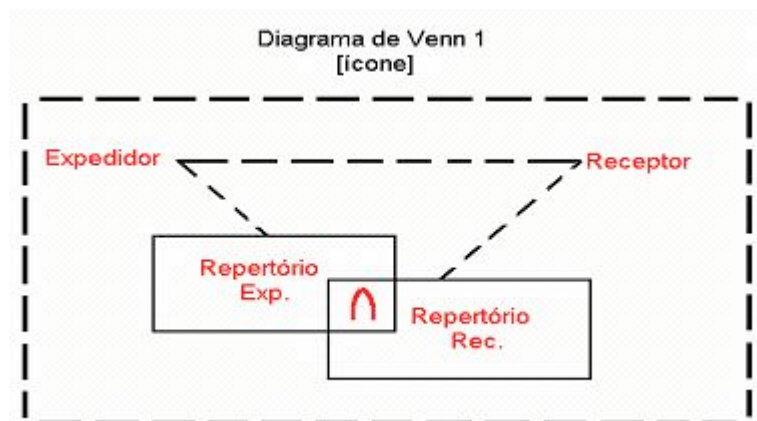 Diagrama de Venn 1
[ícone]
Expedidor
Receptor
Repertório
Exp.
∩
Repertório
Rec.